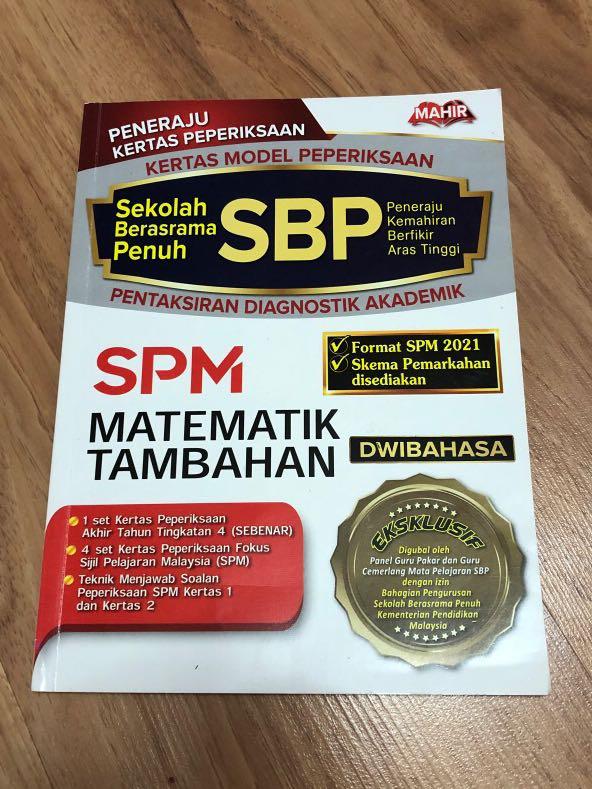 PENERAJU
KERTAS PEPERIKSAAN
MAHIR
KERTAS MODEL PEPERIKSAAN
Sekolah
Berasrama
Penuh
SBP
Peneraju
Kemahiran
Berfikir
Aras Tinggi
PENTAKSIRAN DIAGNOSTIK AKADEMIK
SPM
Format SPM 2021
Skema Pemarkahan
disediakan
MATEMATIK
TAMBAHAN
DWIBAHASA
1 set Kertas Peperiksaan
Akhir Tahun Tingkatan 4 (SEBENAR)
4 set Kertas Peperiksaan Fokus
Sijil Pelajaran Malaysia (SPM)
Teknik Menjawab Soalan
Peperiksaan SPM Kertas 1
dan Kertas 2
EKSKLUSIF
Digubal oleh
Panel Guru Pakar dan Guru
Cemerlang Mata Pelajaran SBP
dengan izin
Bahagian Pengurusan
Sekolah Berasrama Penuh
Kementerian Pendidikan
Malaysia